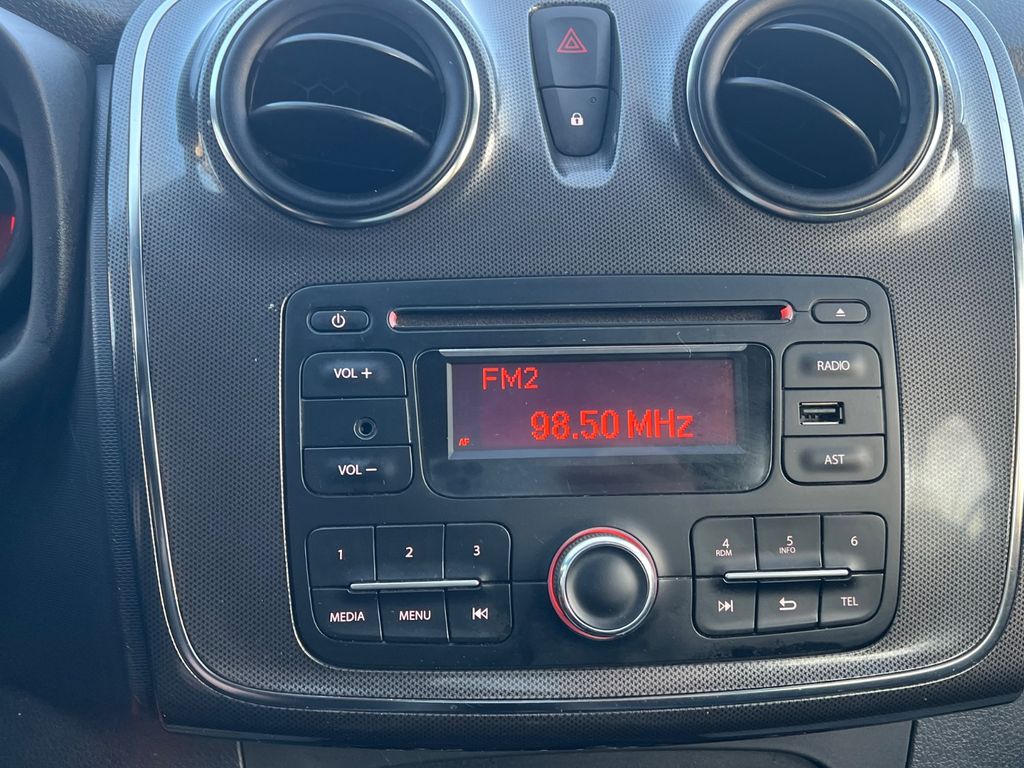 VOL +
VOL −
FM2
98.50 MHz
AF
RADIO
AST
1
2
3
MEDIA
MENU
4
RDM
5
INFO
6
TEL